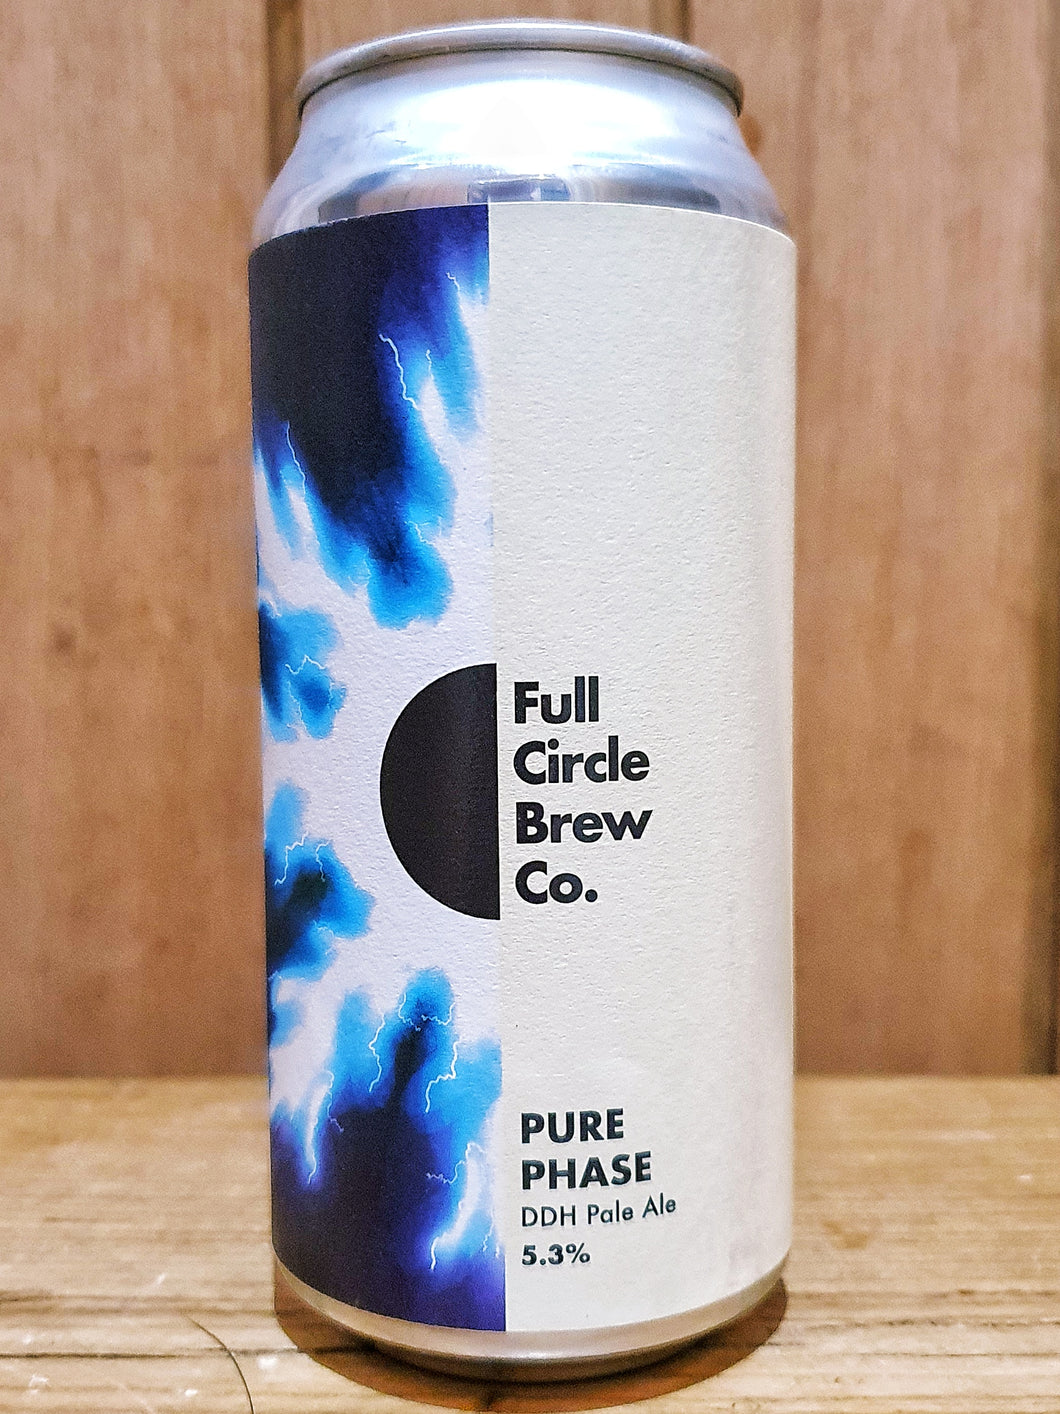 Full
Circle
Brew
Co.
PURE
PHASE
DDH Pale Ale
5.3%